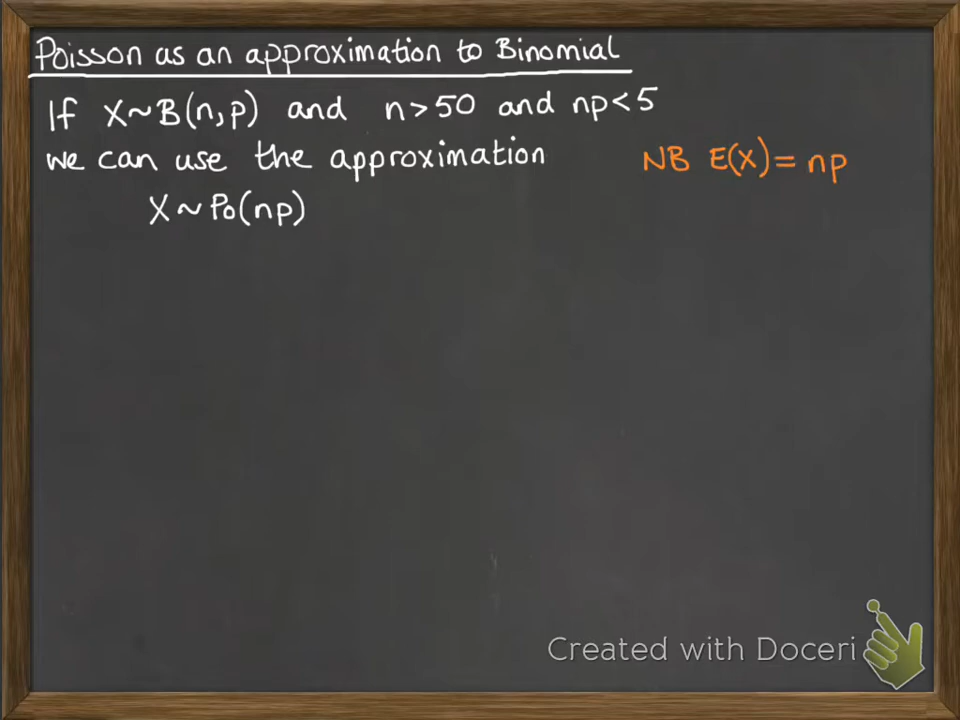 Poisson as an approximation to Binomial
If X~B(n,p) and n>50 and np<5
we can use the approximation
NB E(X)=np
X~Po(np)
Created with Doceri